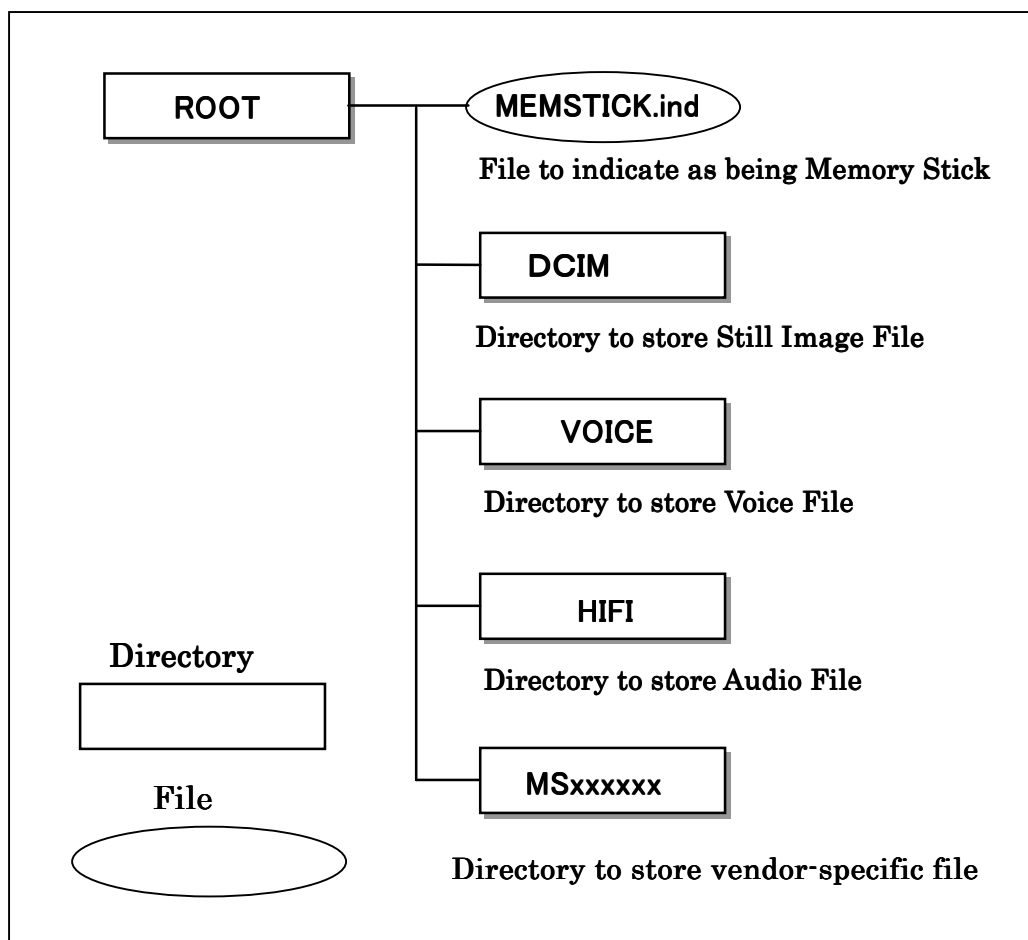 ROOT
MEMSTICK.ind
File to indicate as being Memory Stick
DCIM
Directory to store Still Image File
VOICE
Directory to store Voice File
HIFI
Directory to store Audio File
MSxxxxxx
Directory to store vendor-specific file
Directory
File